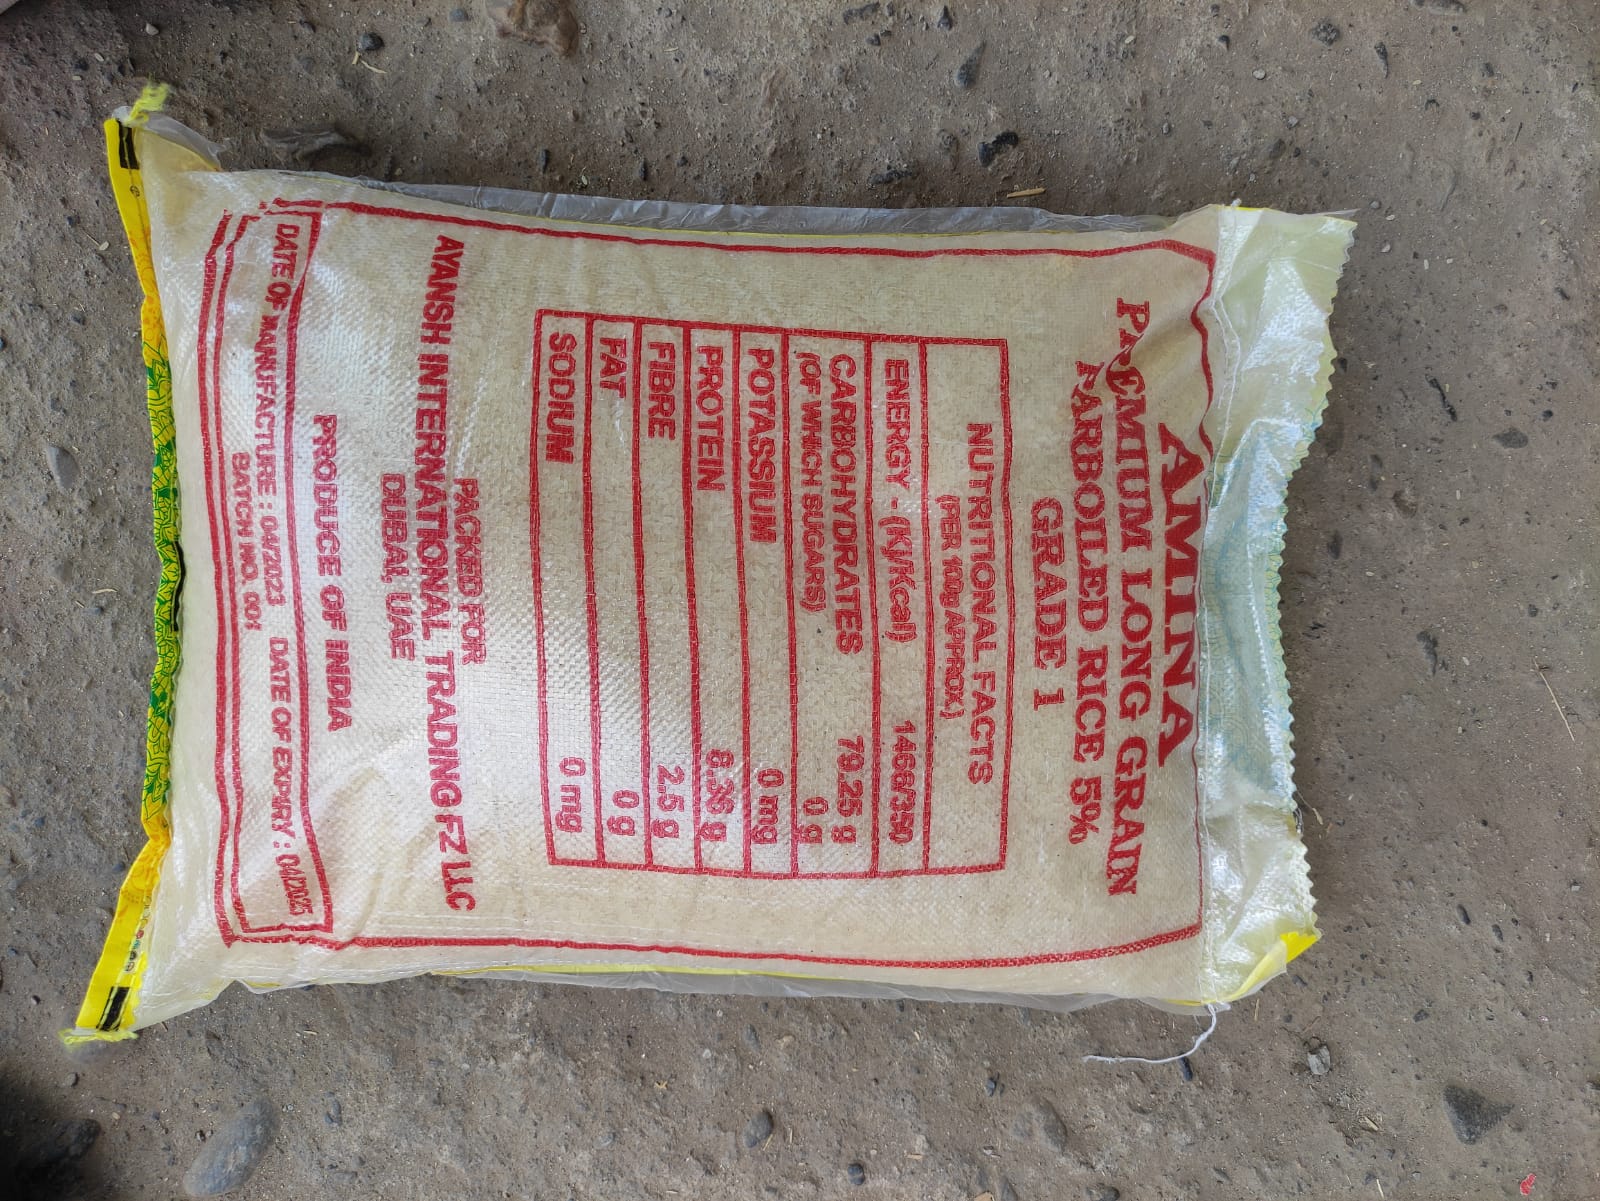 AMINA
PREMIUM LONG GRAIN
PARBOILED RICE 5%
GRADE 1
NUTRITIONAL FACTS
(PER 100g APPROX.)
ENERGY - (Kj/Kcal) 1466/350
CARBOHYDRATES 79.25 g
(OF WHICH SUGARS) 0 g
POTASSIUM 0 mg
PROTEIN g
FIBRE 2.5 g
FAT 0 g
SODIUM 0 mg
PACKED FOR
AYANSH INTERNATIONAL TRADING FZ LLC
DUBAI, UAE
PRODUCE OF INDIA
DATE OF MANUFACTURE : 04/2023 DATE OF EXPIRY : 04/2025
BATCH NO. 001